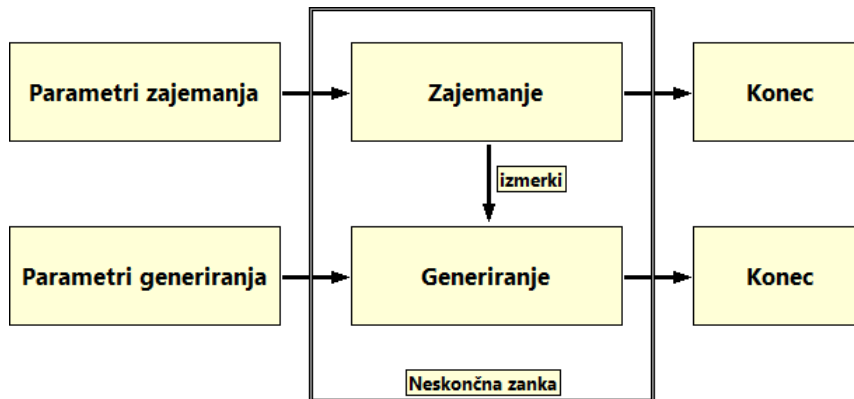 Parametri zajemanja
Zajemanje
Konec
izmerki
Parametri generiranja
Generiranje
Konec
Neskončna zanka